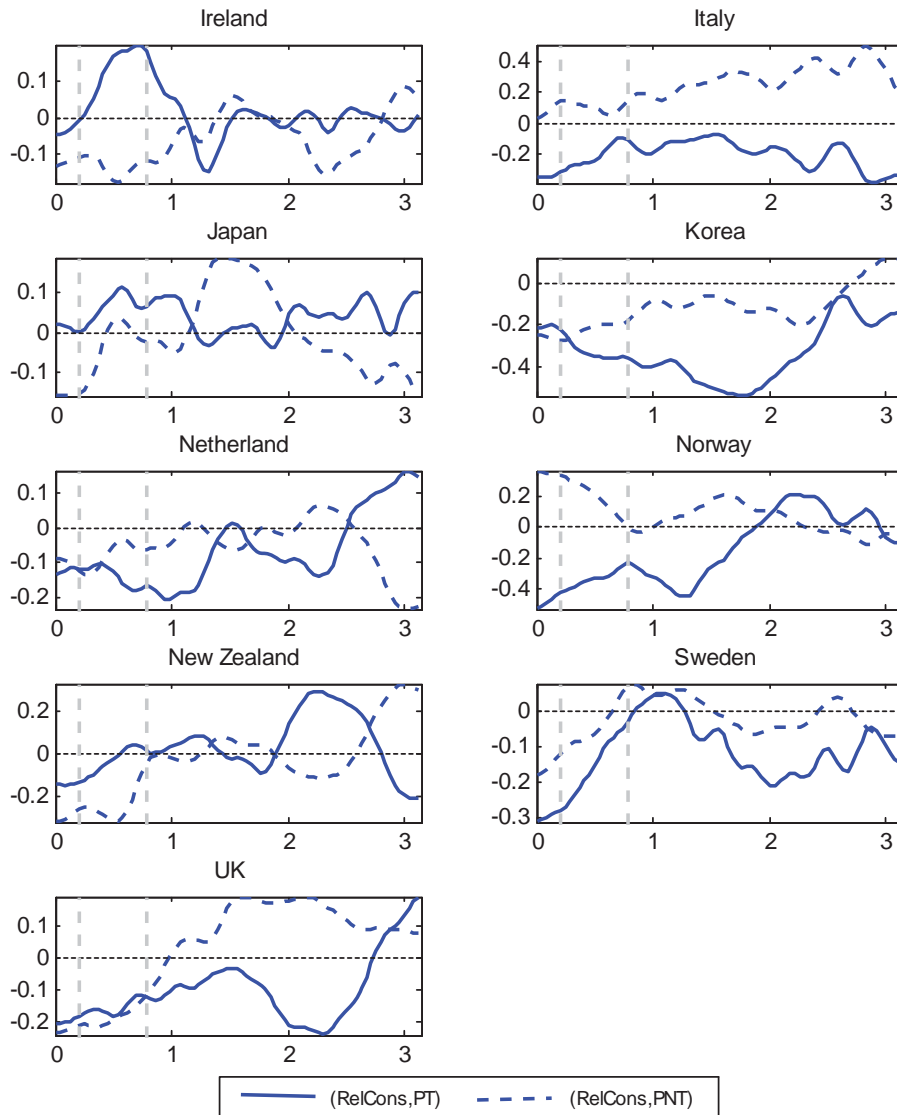 Ireland
0.1
0
-0.1
0 1 2 3
Italy
0.4
0.2
0
-0.2
0 1 2 3
Japan
0.1
0
-0.1
0 1 2 3
Korea
0
-0.2
-0.4
0 1 2 3
Netherland
0.1
0
-0.1
-0.2
0 1 2 3
Norway
0.2
0
-0.2
-0.4
0 1 2 3
New Zealand
0.2
0
-0.2
0 1 2 3
Sweden
0
-0.1
-0.2
-0.3
0 1 2 3
UK
0.1
0
-0.1
-0.2
0 1 2 3
(RelCons,PT) (RelCons,PNT)